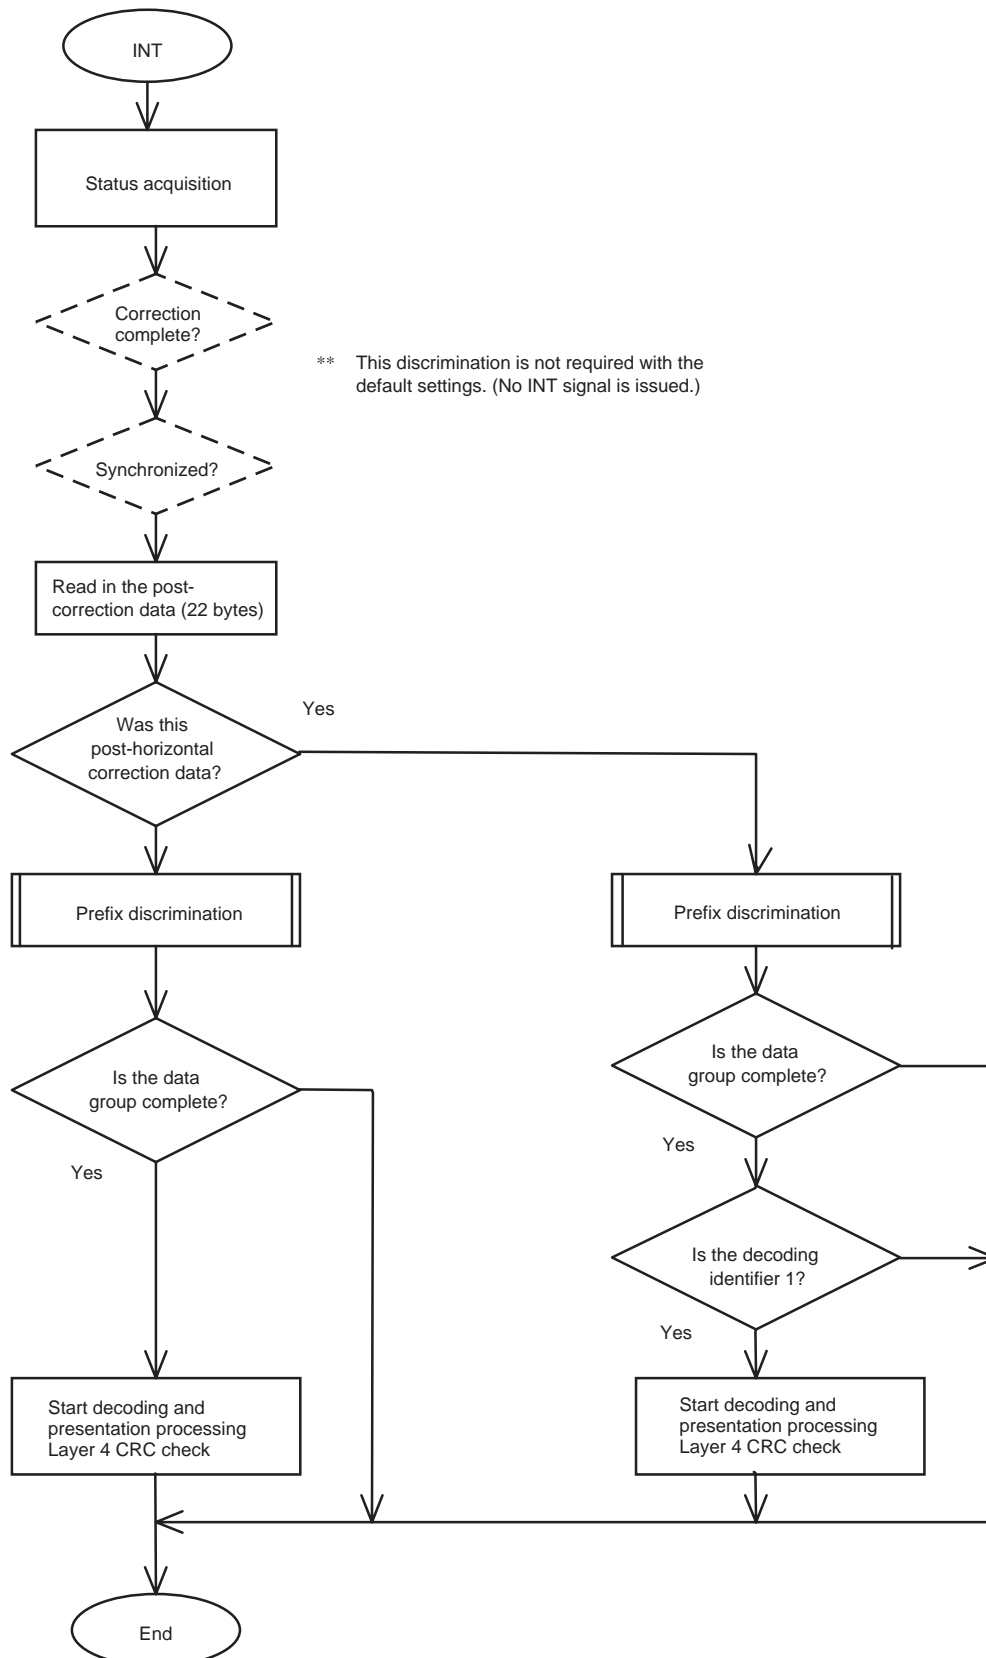 INT
Status acquisition
Correction
complete?
** This discrimination is not required with the
default settings. (No INT signal is issued.)
Synchronized?
Read in the post-
correction data (22 bytes)
Was this
post-horizontal
correction data?
Yes
Prefix discrimination
Prefix discrimination
Is the data
group complete?
Yes
Is the data
group complete?
Yes
Is the decoding
identifier 1?
Yes
Start decoding and
presentation processing
Layer 4 CRC check
Start decoding and
presentation processing
Layer 4 CRC check
End